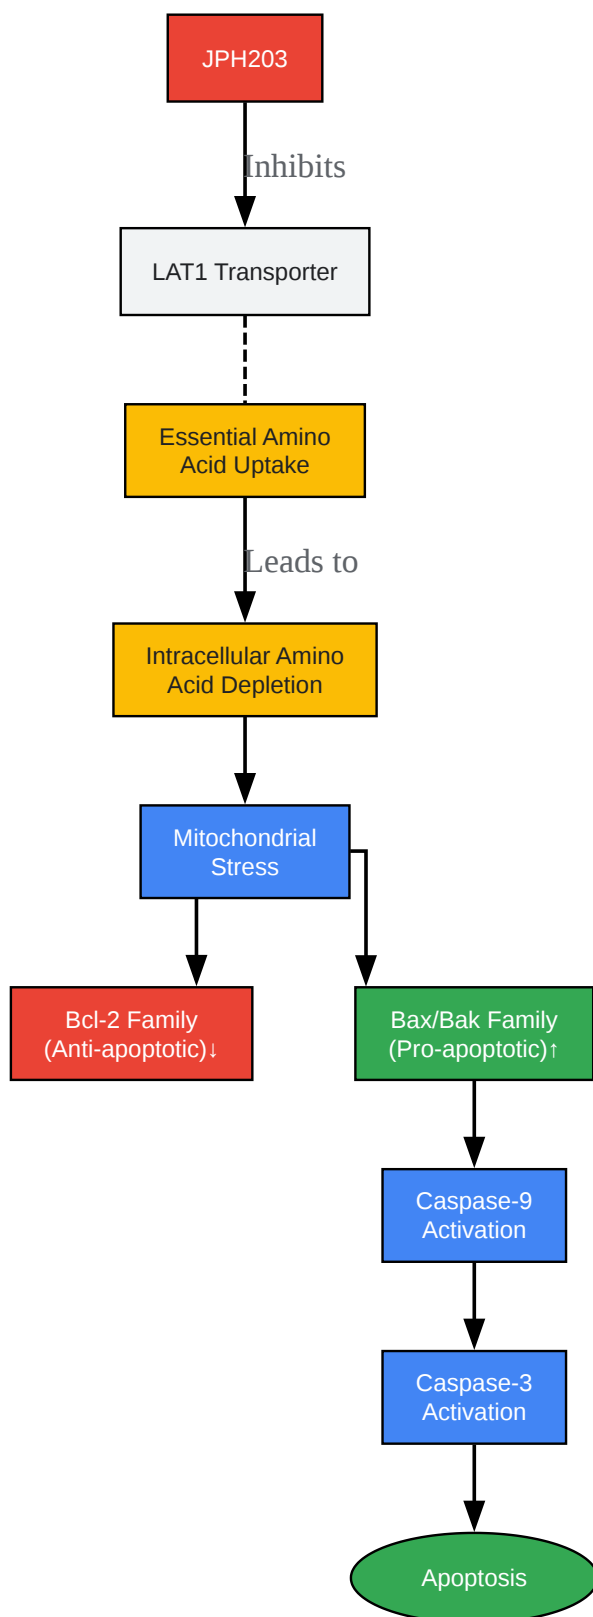 JPH203
Inhibits
LAT1 Transporter
Essential Amino
Acid Uptake
Leads to
Intracellular Amino
Acid Depletion
Mitochondrial
Stress
Bcl-2 Family
(Anti-apoptotic)↓
Bax/Bak Family
(Pro-apoptotic)↑
Caspase-9
Activation
Caspase-3
Activation
Apoptosis